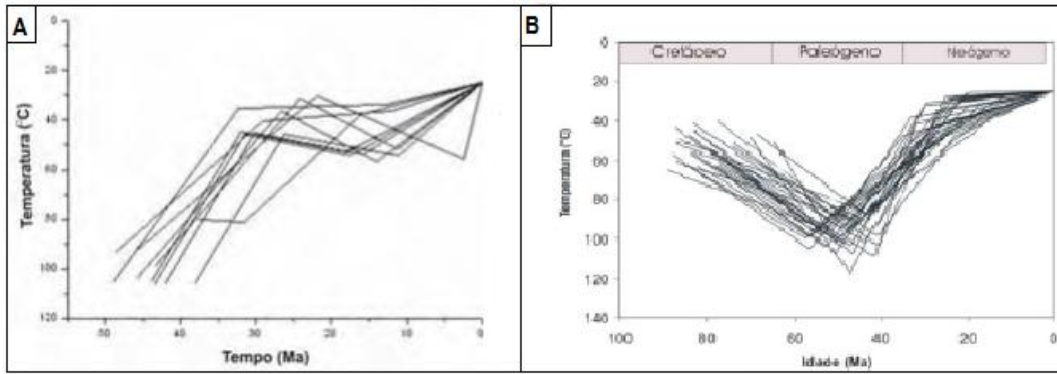 A
0
20
40
60
80
100
120
Temperatura (°C)
50 40 30 20 10 0
Tempo (Ma)
B
0
20
40
60
80
100
120
140
Temperatura (°C)
Cretáceo Paleógeno Neógeno
100 80 60 40 20 0
Idade (Ma)